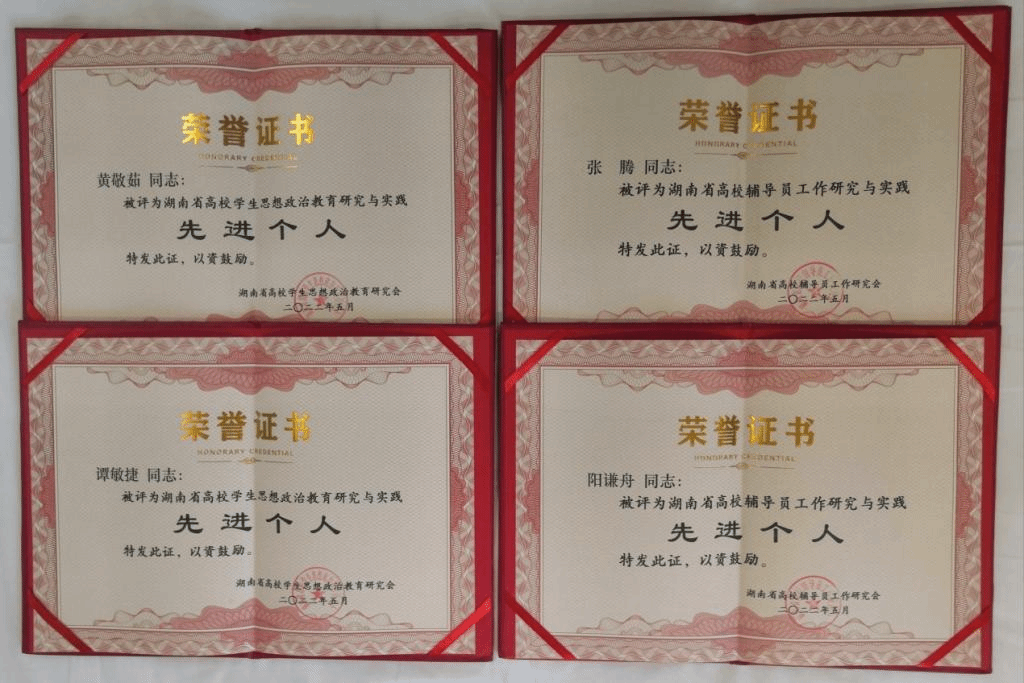 荣誉证书
HONORARY CREDENTIAL
黄敬茹 同志：
被评为湖南省高校学生思想政治教育研究与实践
先进个人
特发此证，以资鼓励。
湖南省高校学生思想政治教育研究会
二〇二二年五月
荣誉证书
HONORARY CREDENTIAL
张 腾 同志：
被评为湖南省高校辅导员工作研究与实践
先进个人
特发此证，以资鼓励。
湖南省高校辅导员工作研究会
二〇二二年五月
荣誉证书
HONORARY CREDENTIAL
谭敏捷 同志：
被评为湖南省高校学生思想政治教育研究与实践
先进个人
特发此证，以资鼓励。
湖南省高校学生思想政治教育研究会
二〇二二年五月
荣誉证书
HONORARY CREDENTIAL
阳谦舟 同志：
被评为湖南省高校辅导员工作研究与实践
先进个人
特发此证，以资鼓励。
湖南省高校辅导员工作研究会
二〇二二年五月